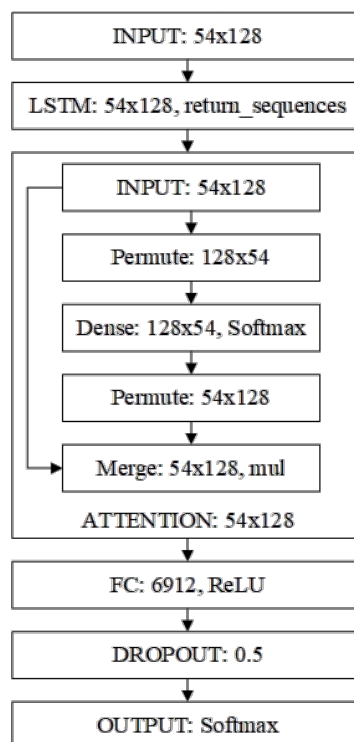 INPUT: 54x128
LSTM: 54x128, return_sequences
INPUT: 54x128
Permute: 128x54
Dense: 128x54, Softmax
Permute: 54x128
Merge: 54x128, mul
ATTENTION: 54x128
FC: 6912, ReLU
DROPOUT: 0.5
OUTPUT: Softmax